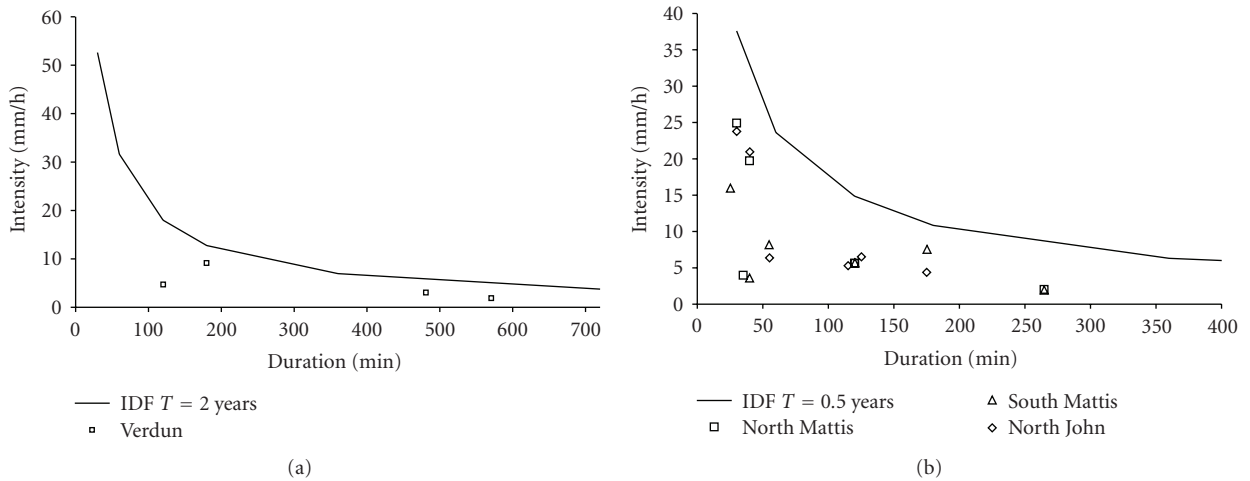 60
50
40
30
20
10
0
Intensity (mm/h)
0 100 200 300 400 500 600 700
Duration (min)
IDF T = 2 years
Verdun
(a)
40
35
30
25
20
15
10
5
0
Intensity (mm/h)
0 50 100 150 200 250 300 350 400
Duration (min)
IDF T = 0.5 years
North Mattis
South Mattis
North John
(b)